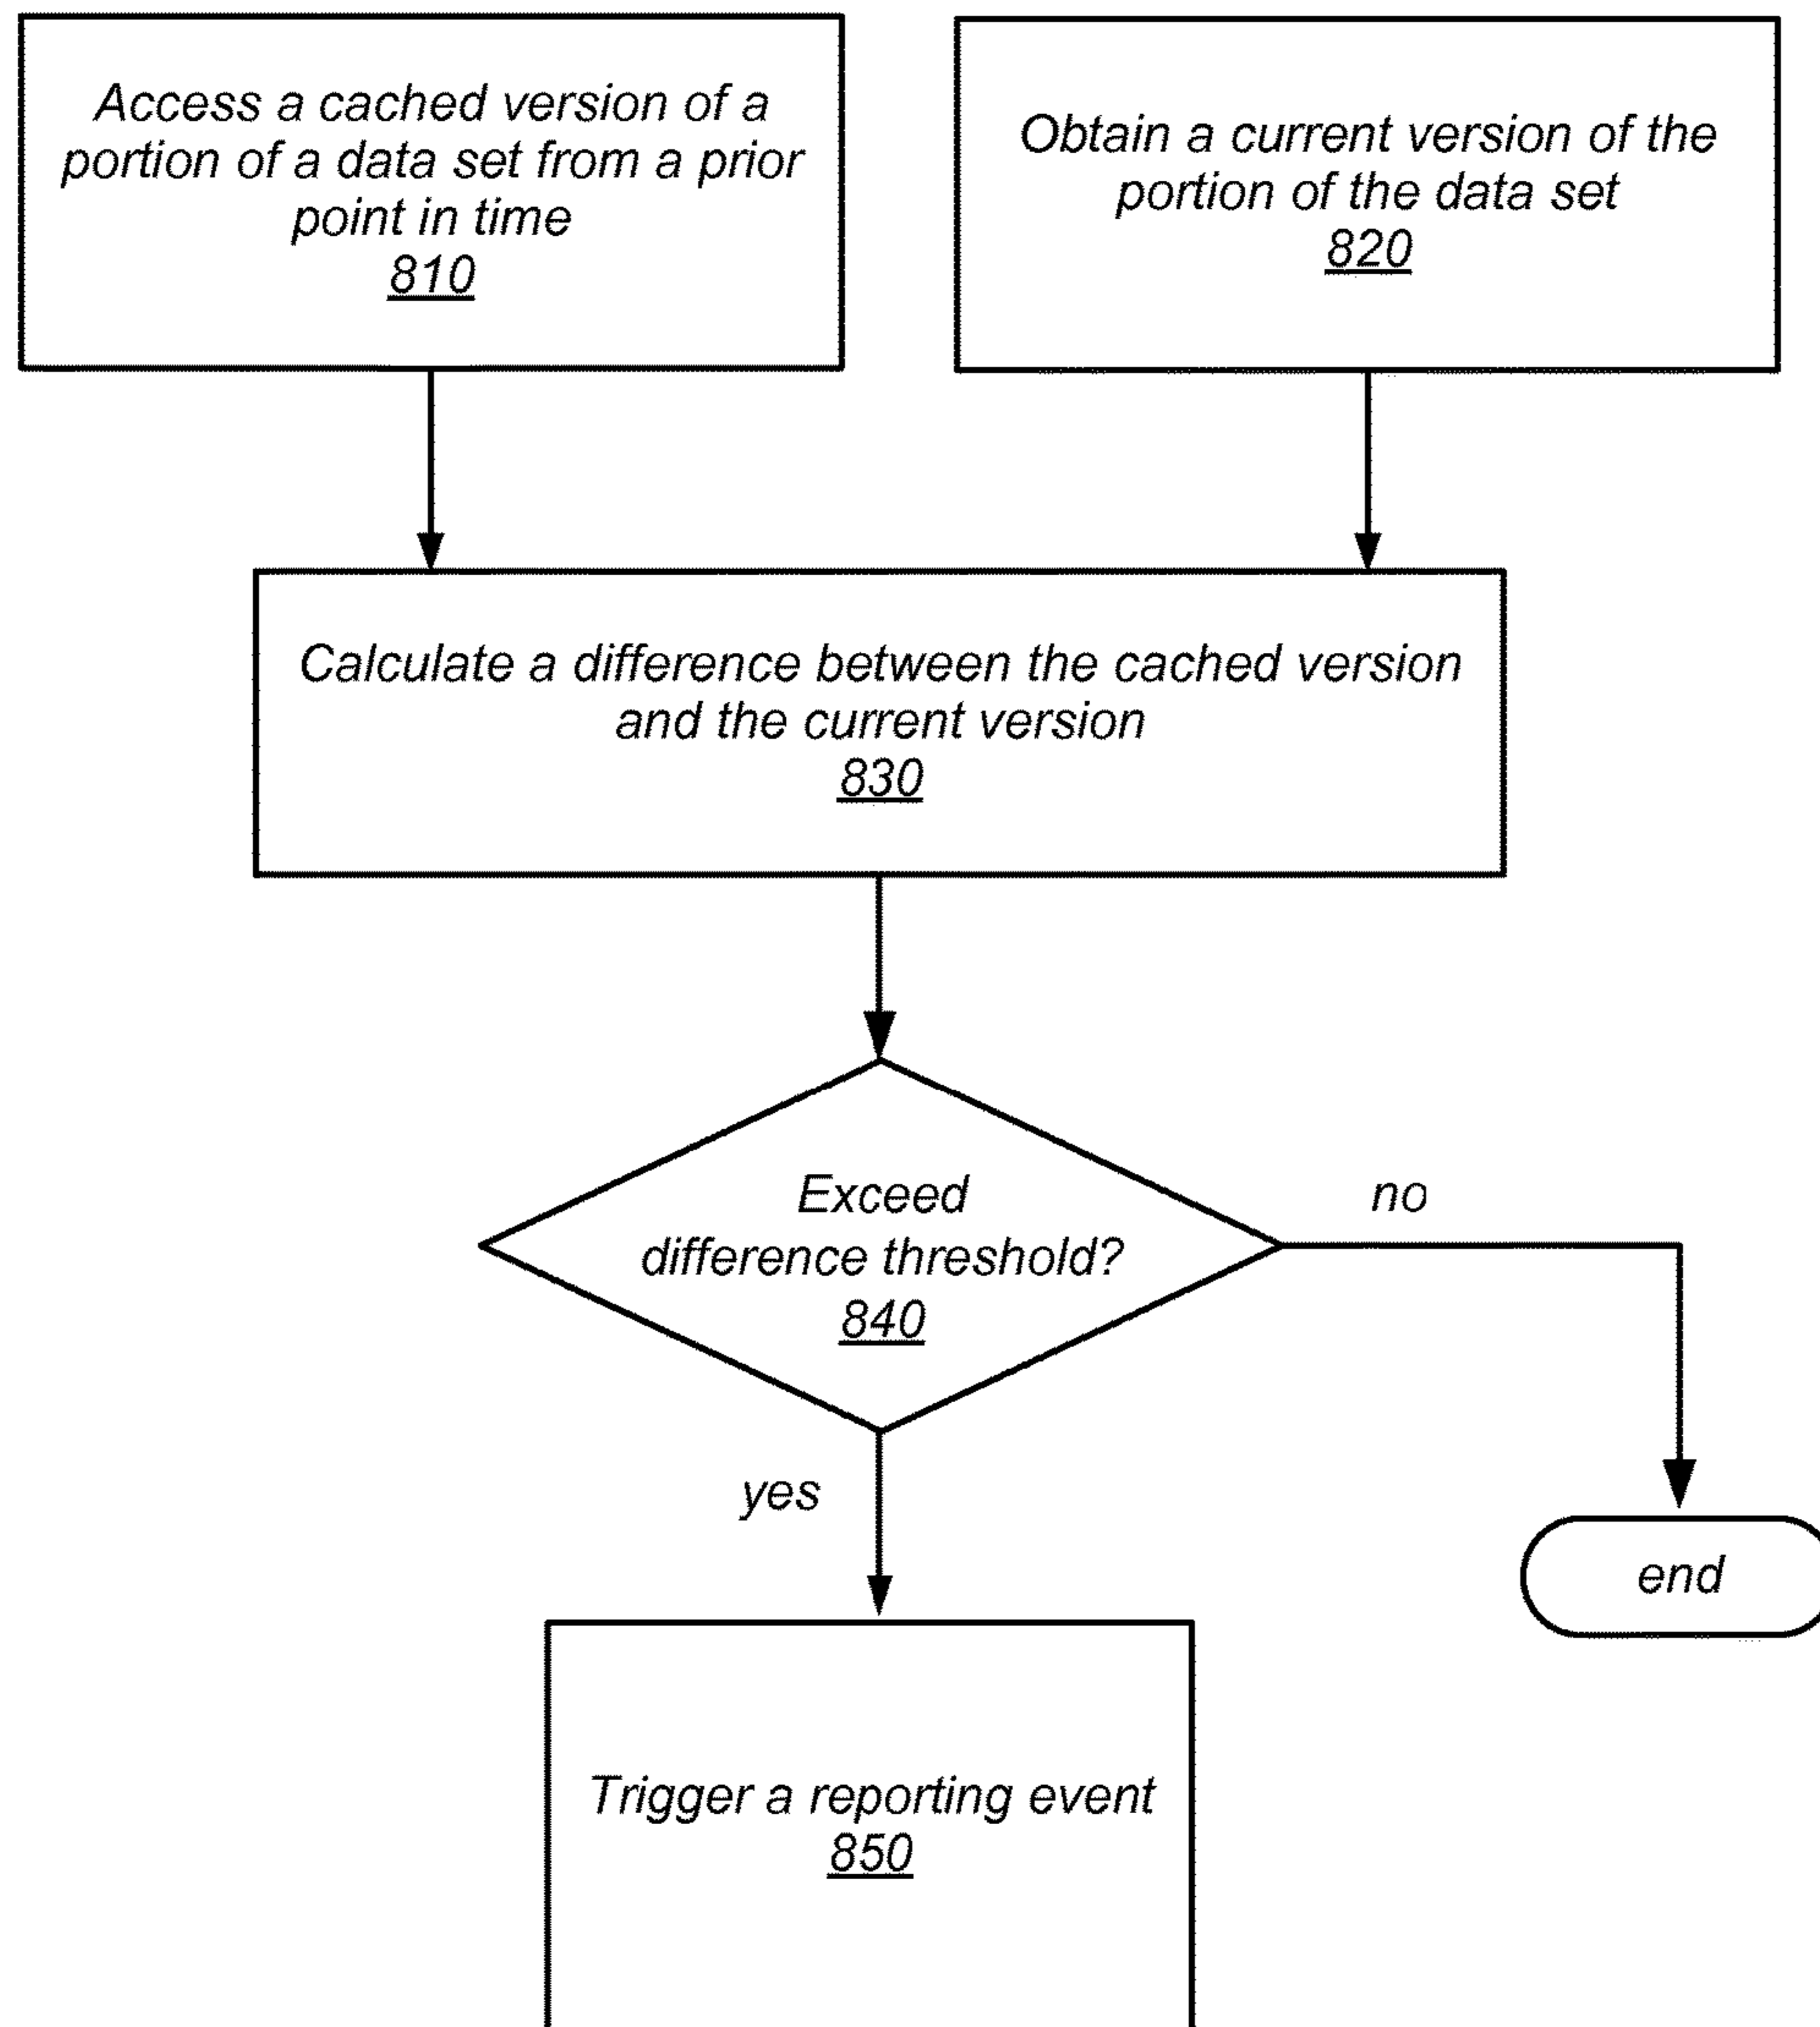 Access a cached version of a
portion of a data set from a prior
point in time
810
Obtain a current version of the
portion of the data set
820
Calculate a difference between the cached version
and the current version
830
Exceed
difference threshold?
840
no
yes
end
Trigger a reporting event
850